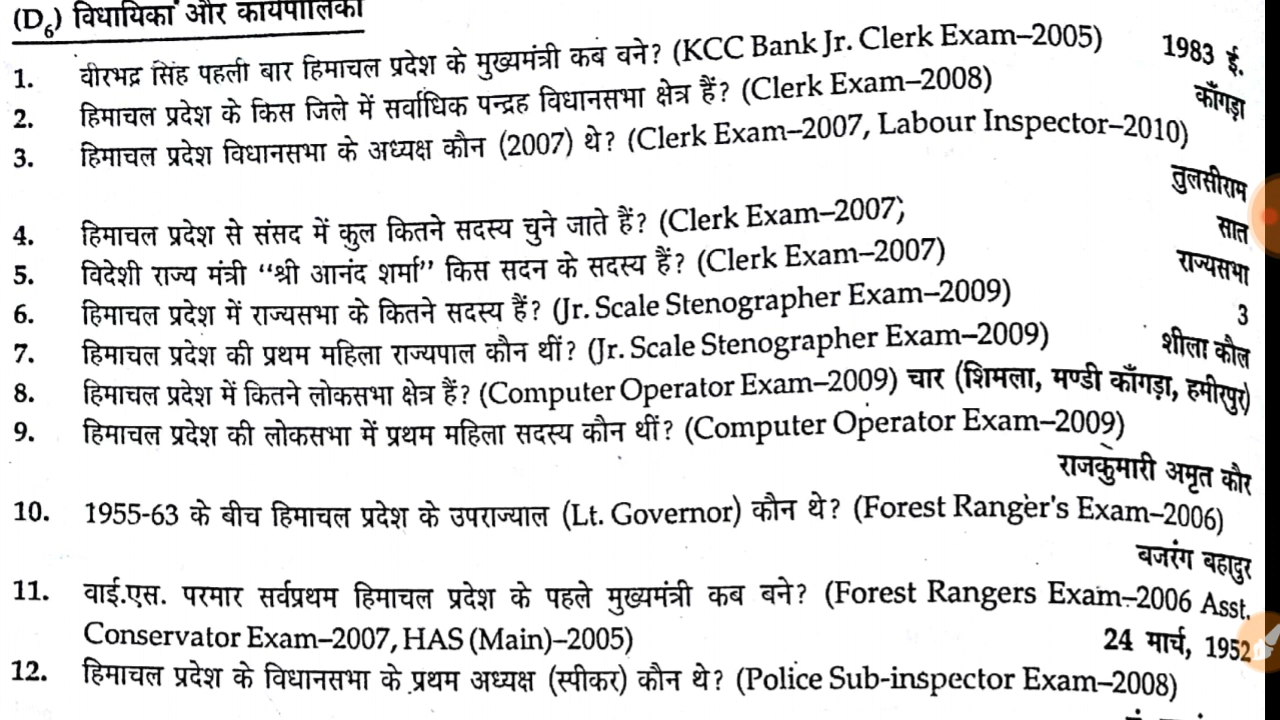 (D6) विधायिका और कार्यपालिका
1. वीरभद्र सिंह पहली बार हिमाचल प्रदेश के मुख्यमंत्री कब बने? (KCC Bank Jr. Clerk Exam–2005) 1983 ई.
2. हिमाचल प्रदेश के किस जिले में सर्वाधिक पन्द्रह विधानसभा क्षेत्र हैं? (Clerk Exam–2008) काँगड़ा
3. हिमाचल प्रदेश विधानसभा के अध्यक्ष कौन (2007) थे? (Clerk Exam–2007, Labour Inspector–2010)
तुलसीराम
4. हिमाचल प्रदेश से संसद में कुल कितने सदस्य चुने जाते हैं? (Clerk Exam–2007) सात
5. विदेशी राज्य मंत्री “श्री आनंद शर्मा” किस सदन के सदस्य हैं? (Clerk Exam–2007) राज्यसभा
6. हिमाचल प्रदेश में राज्यसभा के कितने सदस्य हैं? (Jr. Scale Stenographer Exam–2009) 3
7. हिमाचल प्रदेश की प्रथम महिला राज्यपाल कौन थीं? (Jr. Scale Stenographer Exam–2009) शीला कौल
8. हिमाचल प्रदेश में कितने लोकसभा क्षेत्र हैं? (Computer Operator Exam–2009) चार (शिमला, मण्डी काँगड़ा, हमीरपुर)
9. हिमाचल प्रदेश की लोकसभा में प्रथम महिला सदस्य कौन थीं? (Computer Operator Exam–2009)
राजकुमारी अमृत कौर
10. 1955-63 के बीच हिमाचल प्रदेश के उपराज्याल (Lt. Governor) कौन थे? (Forest Ranger's Exam–2006)
बजरंग बहादुर
11. वाई.एस. परमार सर्वप्रथम हिमाचल प्रदेश के पहले मुख्यमंत्री कब बने? (Forest Rangers Exam–2006 Asst.
Conservator Exam–2007, HAS (Main)–2005) 24 मार्च, 1952
12. हिमाचल प्रदेश के विधानसभा के प्रथम अध्यक्ष (स्पीकर) कौन थे? (Police Sub-inspector Exam–2008)